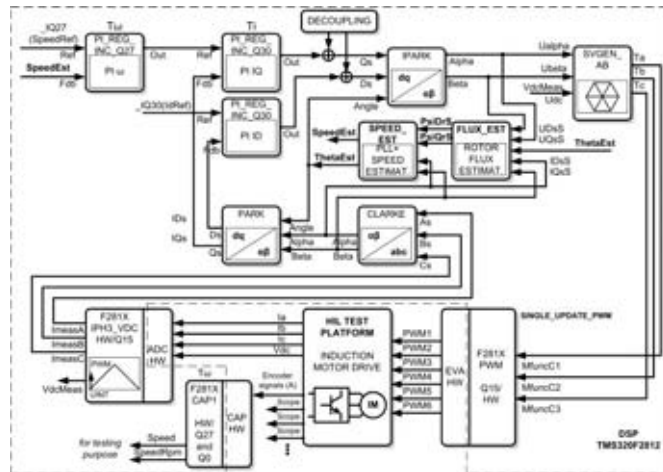 DECOUPLING
_IQ27
(SpeedRef)
Ref
SpeedEst
Fdb
Tω
PI_REG_
INC_Q27
PI ω
Out
Ref
Fdb
Ti
PI_REG_
INC_Q30
PI IQ
Out
_IQ30(IdRef)
Ref
Fdb
PI_REG_
INC_Q30
PI ID
Out
Qs
Ds
Angle
IPARK
dq
αβ
Alpha
Beta
Ualpha
Ubeta
VdcMeas
Udc
SVGEN_
AB
Ta
Tb
Tc
SpeedEst
ThetaEst
SPEED_
EST
PLL+
SPEED
ESTIMAT.
PsiDrS
PsiQrS
FLUX_EST
ROTOR
FLUX
ESTIMAT.
UDsS
UQsS
ThetaEst
IDsS
IQsS
IDs
IQs
Ds
Qs
PARK
dq
αβ
Angle
Alpha
Beta
Alpha
Beta
CLARKE
αβ
abc
As
Bs
Cs
ImeasA
ImeasB
ImeasC
VdcMeas
F281X
IPH3_VDC
HW/Q15
PWM
ADC
HW
Ia
Ib
Ic
Vdc
HIL TEST
PLATFORM
INDUCTION
MOTOR DRIVE
IM
PWM1
PWM2
PWM3
PWM4
PWM5
PWM6
EVA
HW
SINGLE_UPDATE_PWM
F281X
PWM
Q15/
HW
MfuncC1
MfuncC2
MfuncC3
Encoder
signals (A)
Scope
Scope
Scope
F281X
CAP1
HW/
Q27
and
Q0
CAP
HW
for testing
purpose
Speed
SpeedRpm
DSP
TMS320F2812